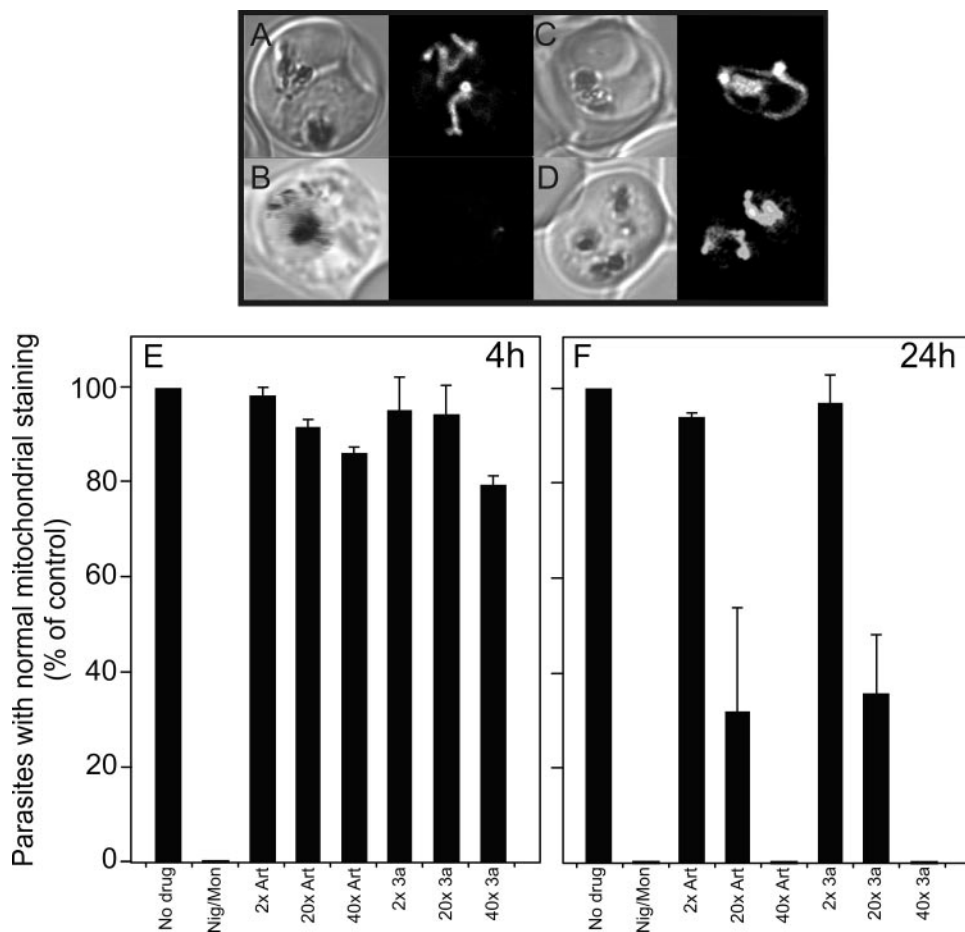 A
C
B
D
Parasites with normal mitochondrial staining
(% of control)
E
4h
100
80
60
40
20
0
No drug
Nig/Mon
2x Art
20x Art
40x Art
2x 3a
20x 3a
40x 3a
F
24h
No drug
Nig/Mon
2x Art
20x Art
40x Art
2x 3a
20x 3a
40x 3a